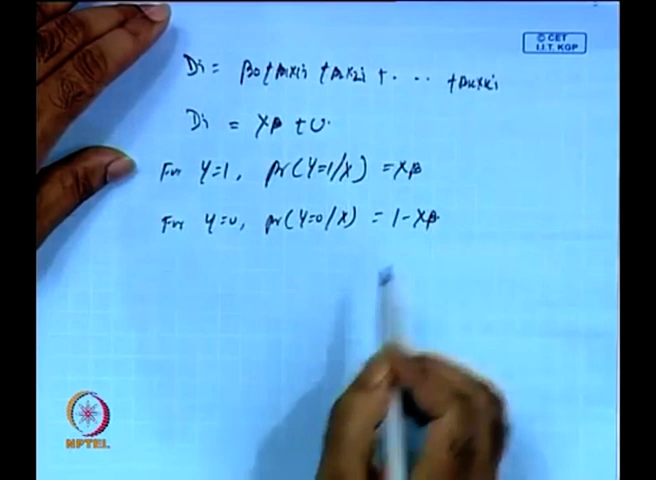 © CET
I.I.T. KGP
Di = β0 + β1x1i + β2x2i + · · · + βkxki
Di = Xβ + U
For Y=1, pr(Y=1/X) = Xβ
For Y=0, pr(Y=0/X) = 1-Xβ
NPTEL